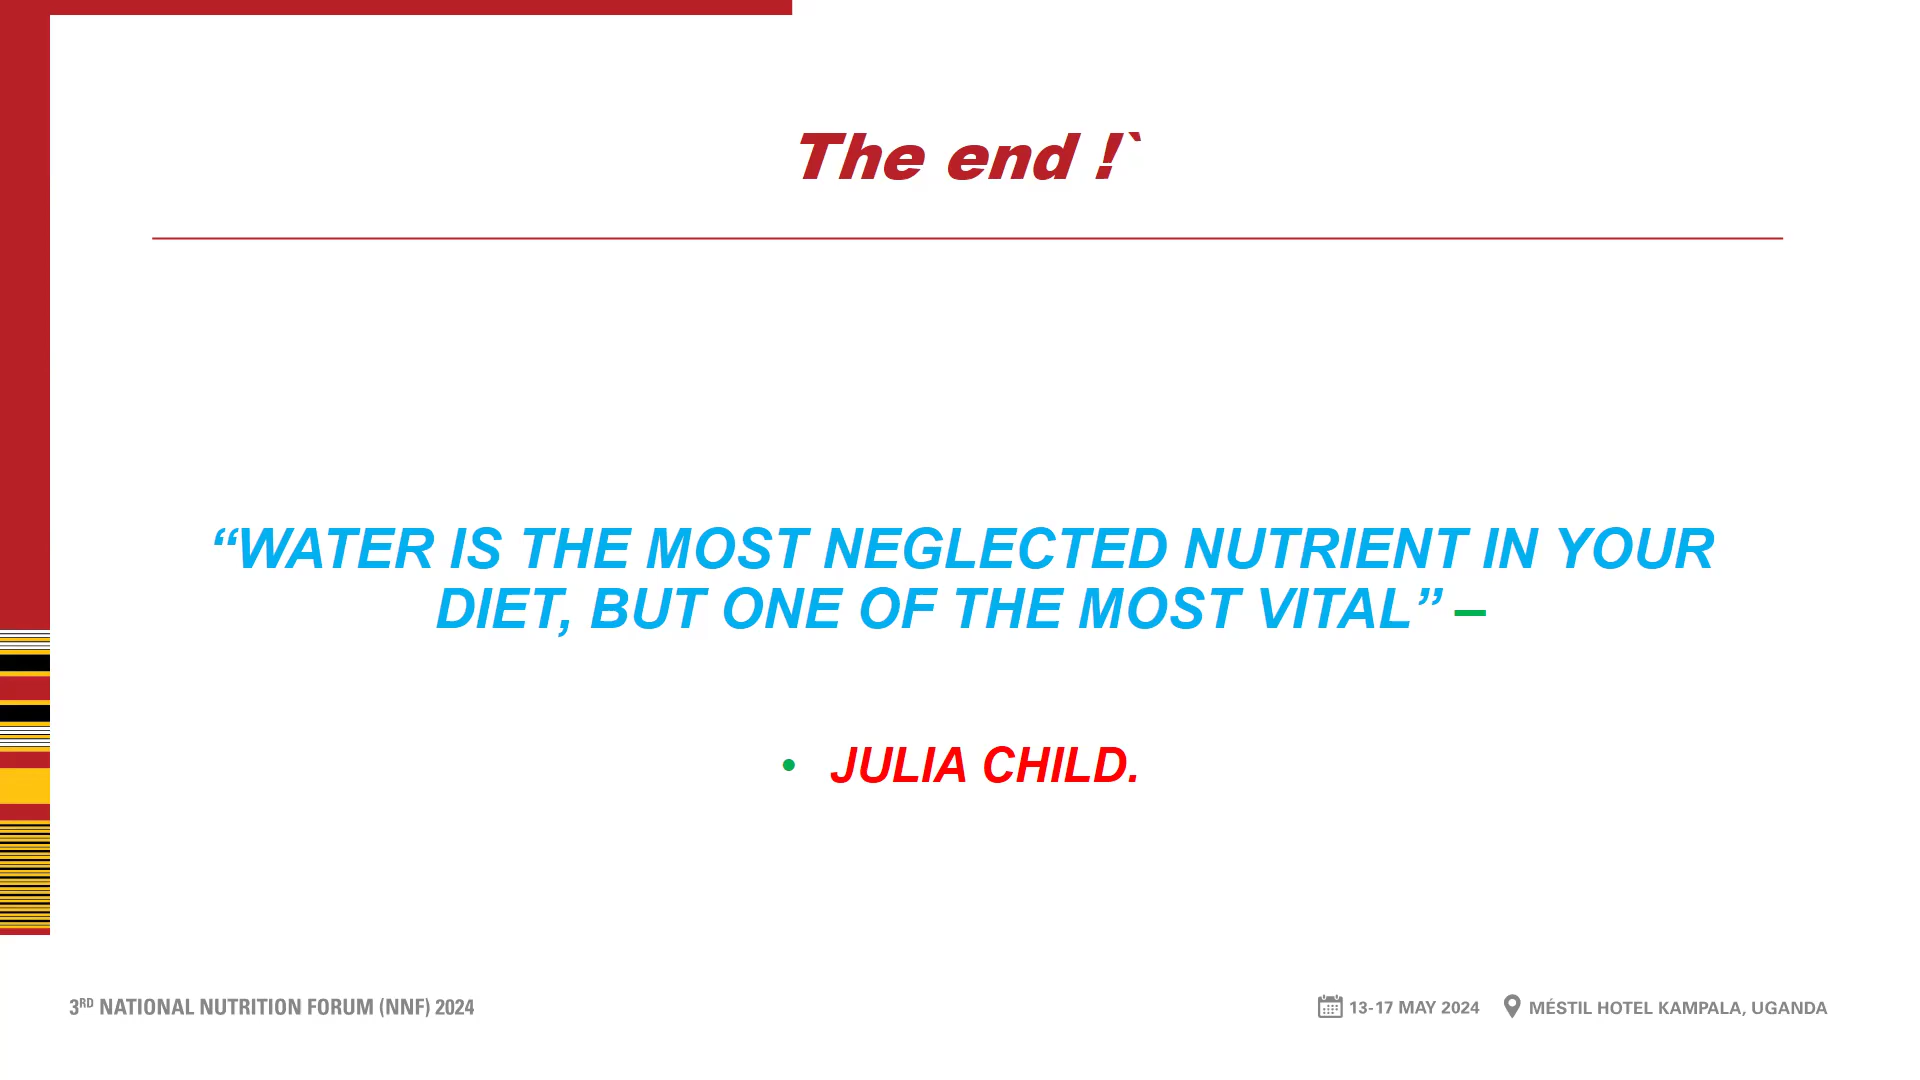 The end !`
“WATER IS THE MOST NEGLECTED NUTRIENT IN YOUR
DIET, BUT ONE OF THE MOST VITAL” –
• JULIA CHILD.
3RD NATIONAL NUTRITION FORUM (NNF) 2024
13-17 MAY 2024
MÉSTIL HOTEL KAMPALA, UGANDA